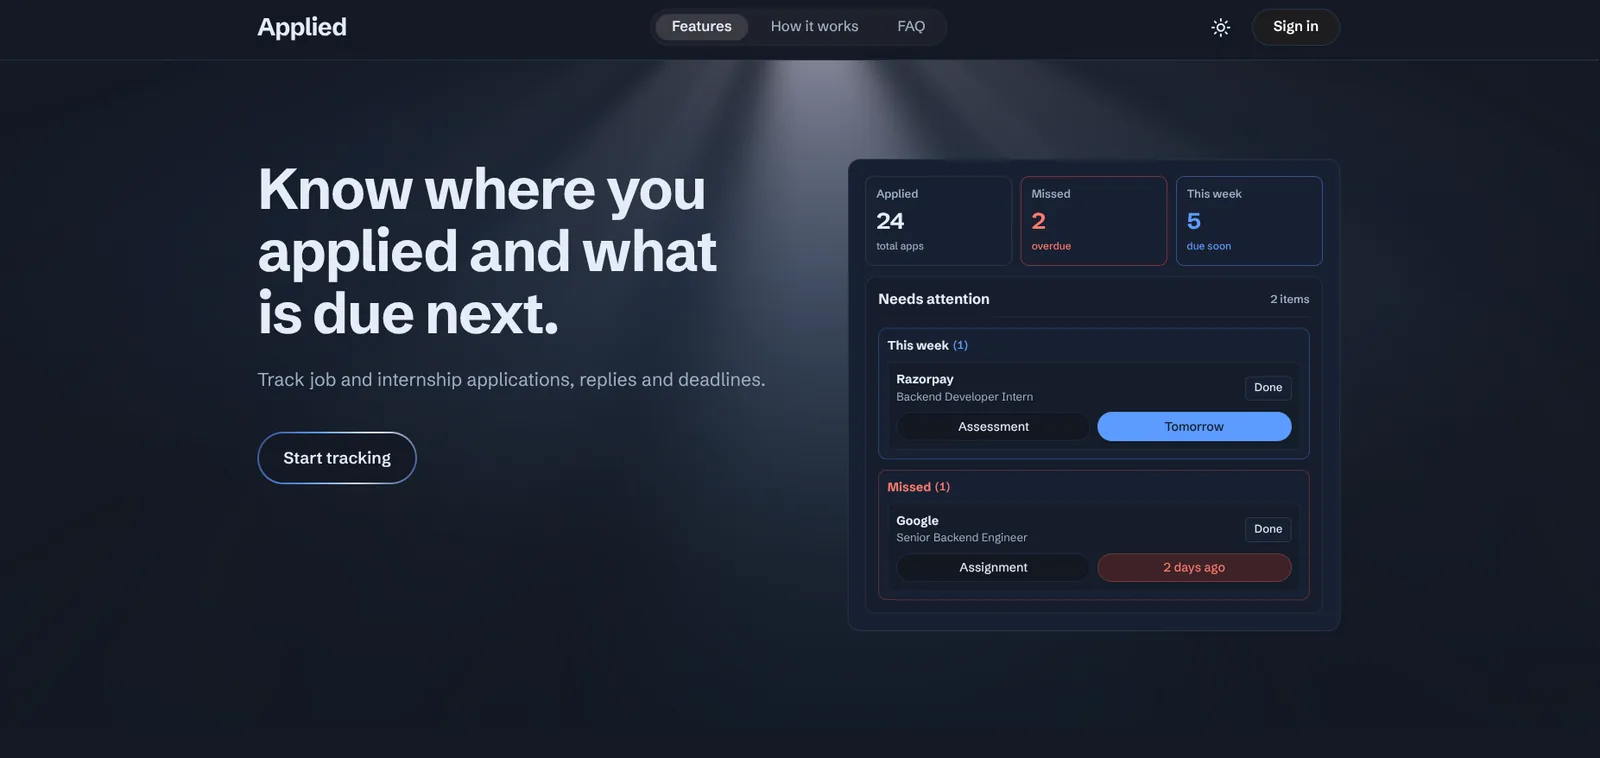 Applied
Features
How it works
FAQ
Sign in
Know where you
applied and what
is due next.
Track job and internship applications, replies and deadlines.
Start tracking
Applied
24
total apps
Missed
2
overdue
This week
5
due soon
Needs attention
2 items
This week (1)
Razorpay
Backend Developer Intern
Done
Assessment
Tomorrow
Missed (1)
Google
Senior Backend Engineer
Done
Assignment
2 days ago